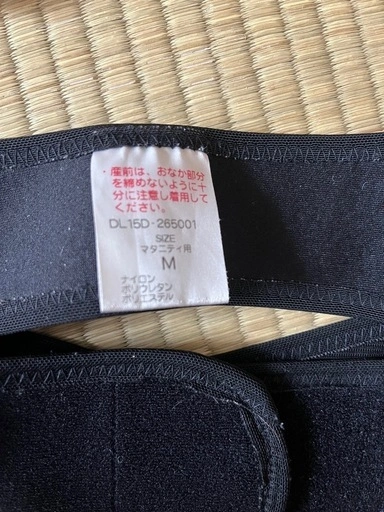 ・産前は、おなか部分
を締めないように十
分に注意し着用して
ください。
DL15D-265001
SIZE
マタニティ用
M
ナイロン
ポリウレタン
ポリエステル